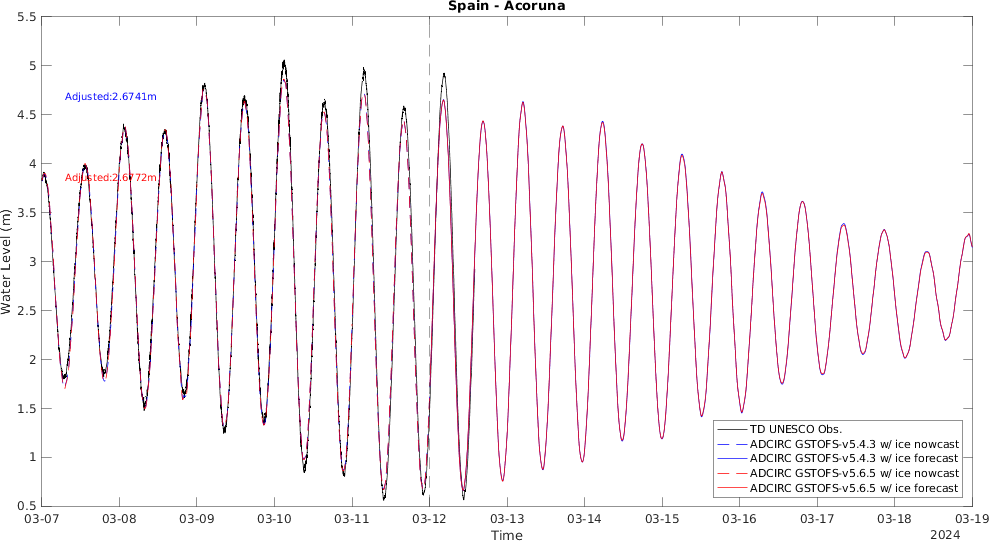 Spain - Acoruna
Water Level (m)
5.5
5
4.5
4
3.5
3
2.5
2
1.5
1
0.5
Adjusted:2.6741m
Adjusted:2.6772m
TD UNESCO Obs.
ADCIRC GSTOFS-v5.4.3 w/ ice nowcast
ADCIRC GSTOFS-v5.4.3 w/ ice forecast
ADCIRC GSTOFS-v5.6.5 w/ ice nowcast
ADCIRC GSTOFS-v5.6.5 w/ ice forecast
03-07 03-08 03-09 03-10 03-11 03-12 03-13 03-14 03-15 03-16 03-17 03-18 03-19
Time
2024